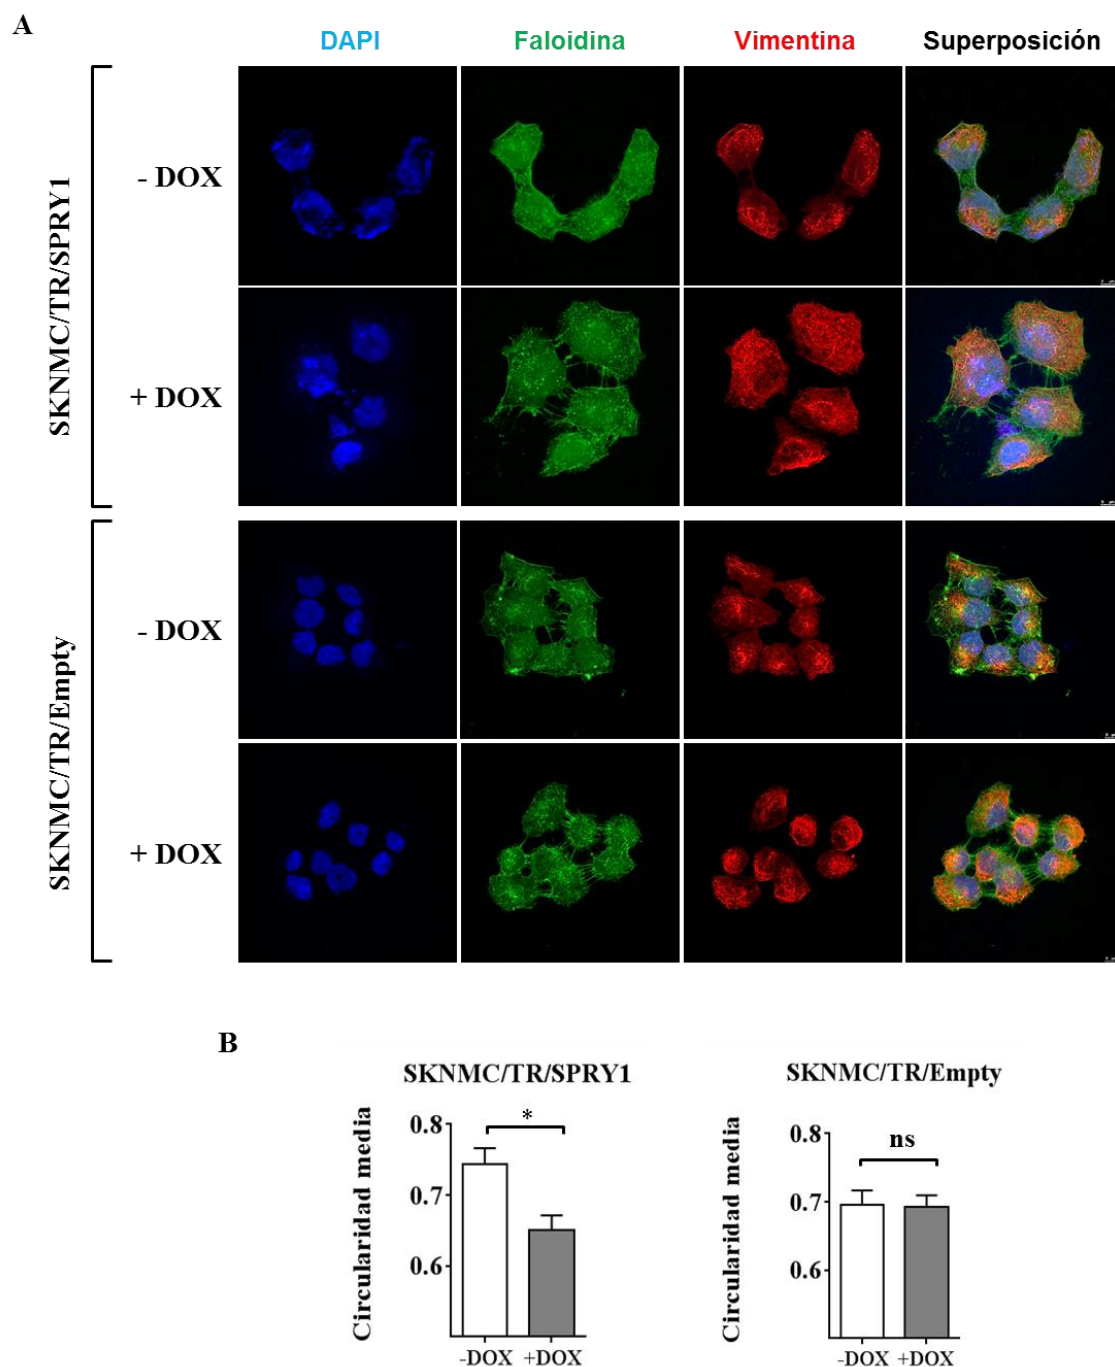 A
DAPI Faloidina Vimentina Superposición
SKNMC/TR/SPRY1
- DOX
+ DOX
SKNMC/TR/Empty
- DOX
+ DOX
B
SKNMC/TR/SPRY1
Circularidad media
0.8
0.7
0.6
*
-DOX +DOX
SKNMC/TR/Empty
Circularidad media
0.8
0.7
0.6
ns
-DOX +DOX